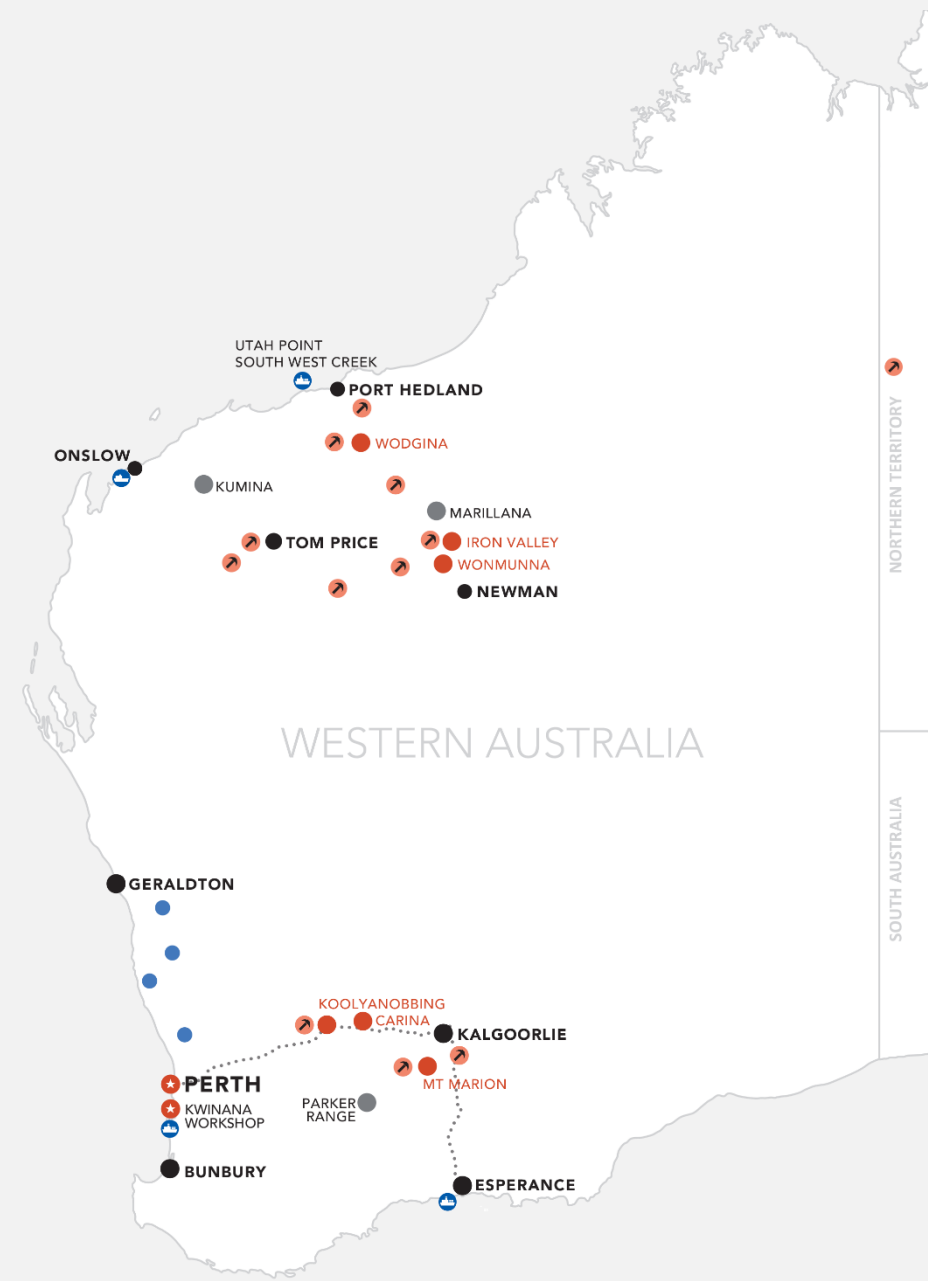 UTAH POINT
SOUTH WEST CREEK
PORT HEDLAND
WODGINA
ONSLOW
KUMINA
MARILLANA
TOM PRICE
IRON VALLEY
WONMUNNA
NEWMAN
NORTHERN TERRITORY
WESTERN AUSTRALIA
SOUTH AUSTRALIA
GERALDTON
KOOLYANOBBING
CARINA
KALGOORLIE
PERTH
MT MARION
KWINANA
WORKSHOP
PARKER
RANGE
BUNBURY
ESPERANCE